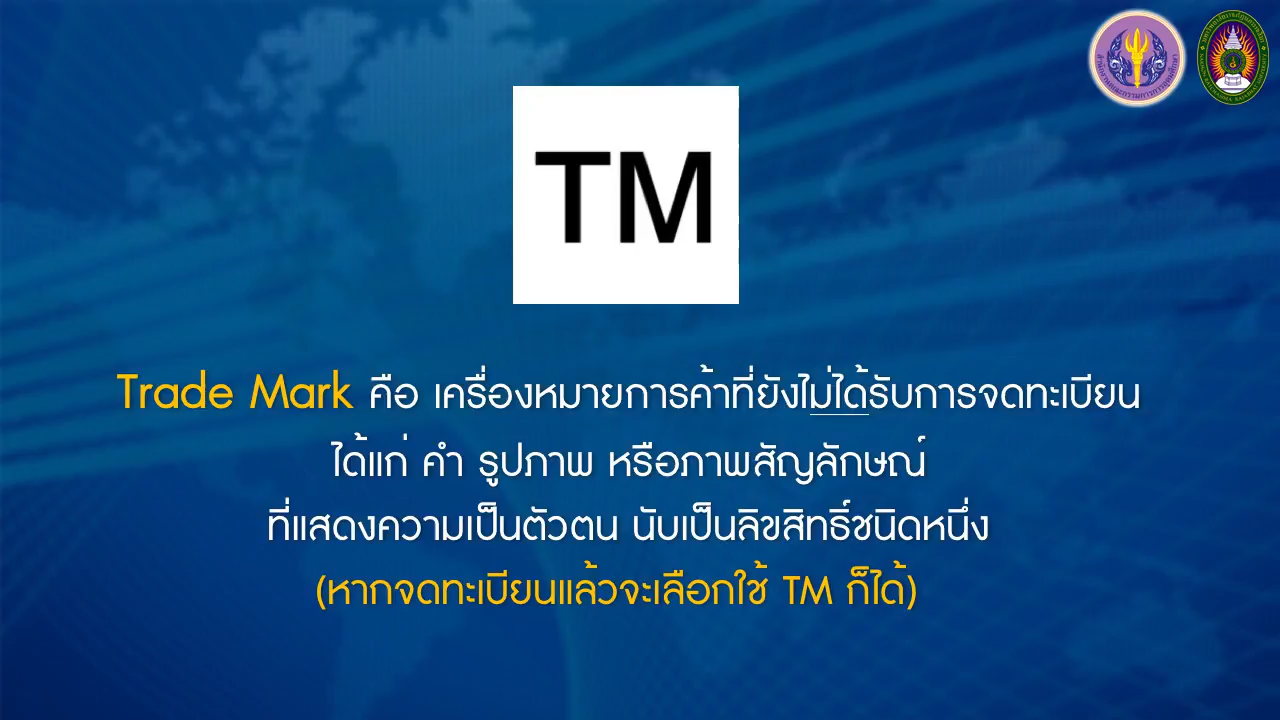 TM
Trade Mark คือ เครื่องหมายการค้าที่ยังไม่ได้รับการจดทะเบียน
ได้แก่ คำ รูปภาพ หรือภาพสัญลักษณ์
ที่แสดงความเป็นตัวตน นับเป็นลิขสิทธิ์ชนิดหนึ่ง
(หากจดทะเบียนแล้วจะเลือกใช้ TM ก็ได้)